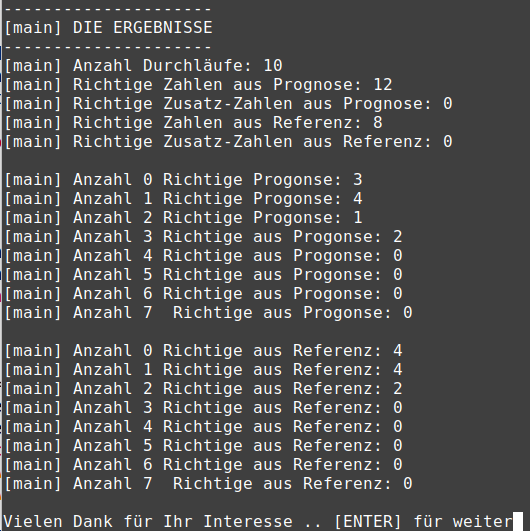 ---------------------
[main] DIE ERGEBNISSE
---------------------
[main] Anzahl Durchläufe: 10
[main] Richtige Zahlen aus Prognose: 12
[main] Richtige Zusatz-Zahlen aus Prognose: 0
[main] Richtige Zahlen aus Referenz: 8
[main] Richtige Zusatz-Zahlen aus Referenz: 0

[main] Anzahl 0 Richtige Progonse: 3
[main] Anzahl 1 Richtige Progonse: 4
[main] Anzahl 2 Richtige Progonse: 1
[main] Anzahl 3 Richtige aus Progonse: 2
[main] Anzahl 4 Richtige aus Progonse: 0
[main] Anzahl 5 Richtige aus Progonse: 0
[main] Anzahl 6 Richtige aus Progonse: 0
[main] Anzahl 7  Richtige aus Progonse: 0

[main] Anzahl 0 Richtige aus Referenz: 4
[main] Anzahl 1 Richtige aus Referenz: 4
[main] Anzahl 2 Richtige aus Referenz: 2
[main] Anzahl 3 Richtige aus Referenz: 0
[main] Anzahl 4 Richtige aus Referenz: 0
[main] Anzahl 5 Richtige aus Referenz: 0
[main] Anzahl 6 Richtige aus Referenz: 0
[main] Anzahl 7  Richtige aus Referenz: 0

Vielen Dank für Ihr Interesse .. [ENTER] für weiter